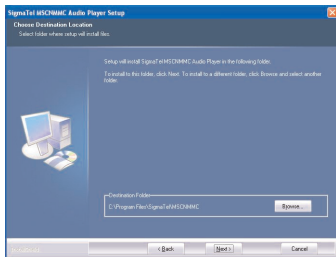 SigmaTel MSCNMMC Audio Player Setup
Choose Destination Location
Select folder where setup will install files.
Setup will install SigmaTel MSCNMMC Audio Player in the following folder.
To install to this folder, click Next. To install to a different folder, click Browse and select another
folder.
Destination Folder
C:\Program Files\SigmaTel\MSCNMMC
Browse...
< Back
Next >
Cancel